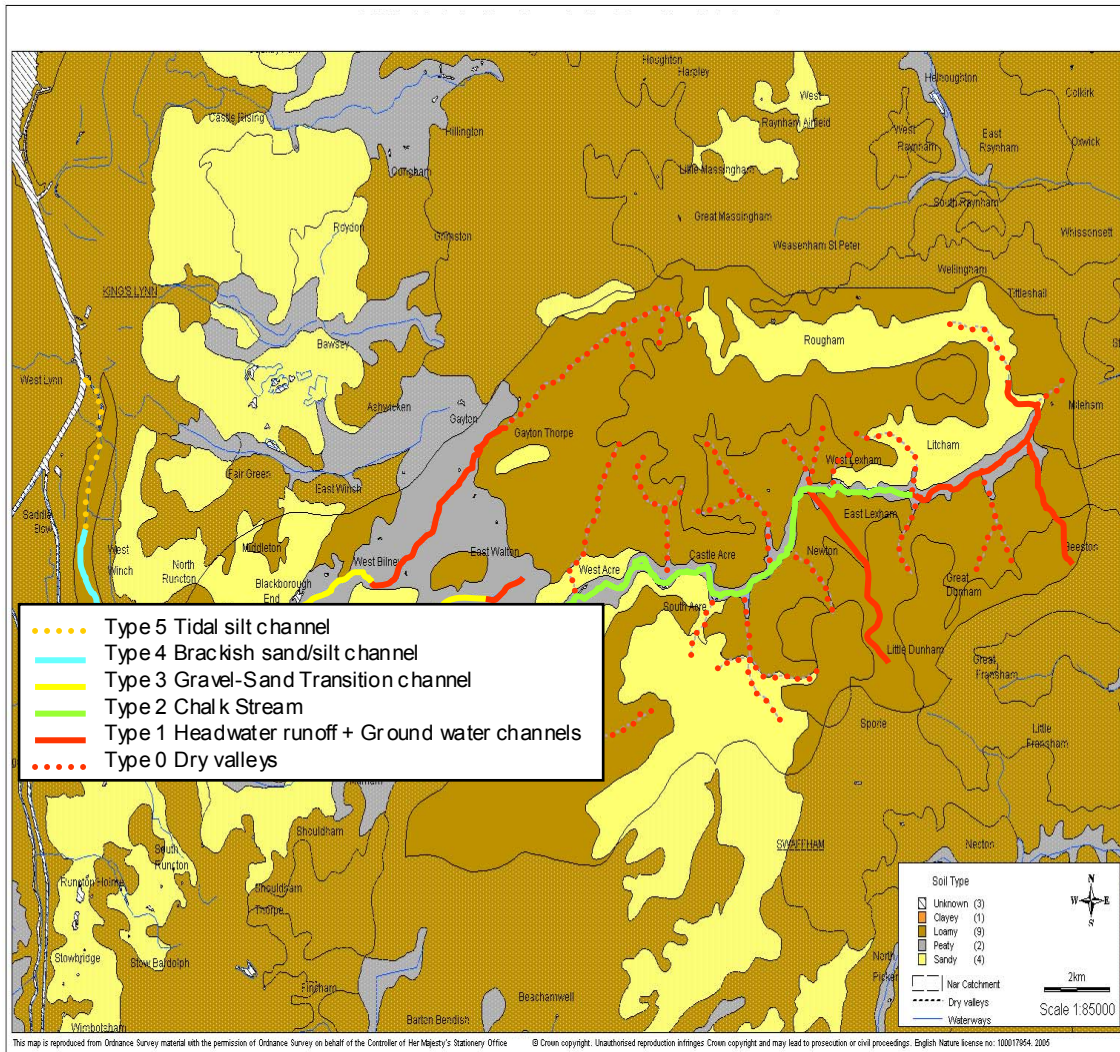 Houghton
Harpley
Helhoughton
Colkirk
West
Raynham Airfield
Castle Rising
Hillington
West
Raynham
East
Raynham
Oxwick
Congham
Little Massingham
South Raynham
Great Massingham
Roydon
Grimston
Weasenham St Peter
Whissonsett
Wellingham
KING'S LYNN
Tittleshall
Bawsey
Rougham
West Lynn
Ashwicken
Gayton
Mileham
Gayton Thorpe
Litcham
West Lexham
Fair Green
East Winch
East Lexham
Saddle
West
Winch
Middleton
North
Runcton
West Bilney
East Walton
Castle Acre
Newton
Beeston
Blackborough
End
West Acre
Great
Dunham
South Acre
Little Dunham
Great
Fransham
Type 5 Tidal silt channel
Type 4 Brackish sand/silt channel
Type 3 Gravel-Sand Transition channel
Type 2 Chalk Stream
Type 1 Headwater runoff + Ground water channels
Type 0 Dry valleys
Sporle
Little
Fransham
Shouldham
SWAFFHAM
Necton
South
Runcton
Runcton Holme
Shouldham
Thorpe
Stowbridge
Stow Bardolph
Fincham
Beachamwell
Barton Bendish
Wimbotsham
North
Soil Type
Unknown (3)
Clayey (1)
Loamy (9)
Peaty (2)
Sandy (4)
Nar Catchment
Dry valleys
Waterways
N
W E
S
2km
Scale 1:85000
This map is reproduced from Ordnance Survey material with the permission of Ordnance Survey on behalf of the Controller of Her Majesty's Stationery Office © Crown copyright. Unauthorised reproduction infringes Crown copyright and may lead to prosecution or civil proceedings. English Nature license no: 100017954. 2005